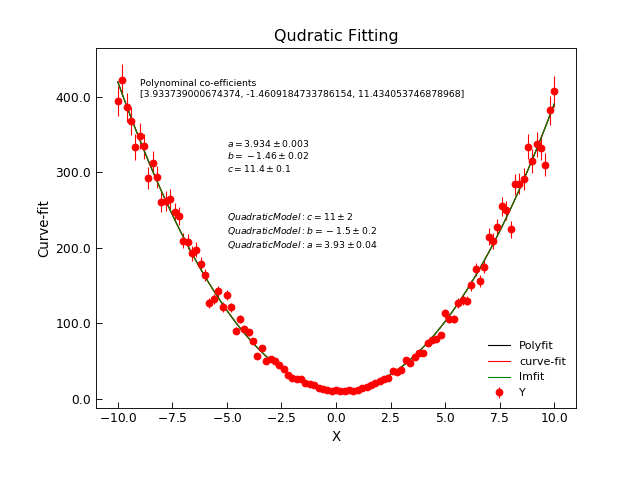 Qudratic Fitting
Polynominal co-efficients
[3.933739000674374, -1.4609184733786154, 11.434053746878968]
a = 3.934 ± 0.003
b = −1.46 ± 0.02
c = 11.4 ± 0.1
QuadraticModel: c = 11 ± 2
QuadraticModel: b = −1.5 ± 0.2
QuadraticModel: a = 3.93 ± 0.04
Curve-fit
400.0
300.0
200.0
100.0
0.0
Polyfit
curve-fit
lmfit
Y
−10.0 −7.5 −5.0 −2.5 0.0 2.5 5.0 7.5 10.0
X